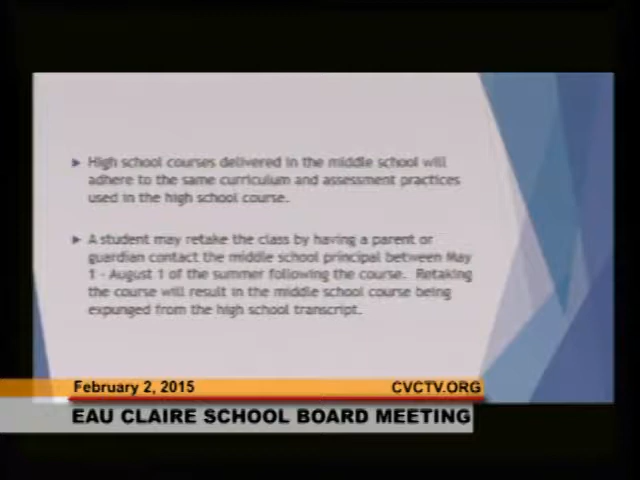 High school courses delivered in the middle school will
adhere to the same curriculum and assessment practices
used in the high school course.
A student may retake the class by having a parent or
guardian contact the middle school principal between May
1 - August 1 of the summer following the course. Retaking
the course will result in the middle school course being
expunged from the high school transcript.
February 2, 2015 CVCTV.ORG
EAU CLAIRE SCHOOL BOARD MEETING